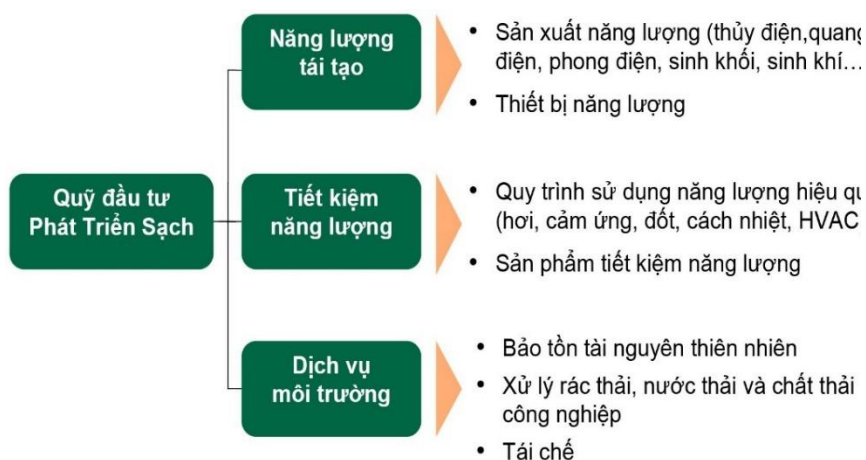 Quỹ đầu tư
Phát Triển Sạch
Năng lượng
tái tạo
• Sản xuất năng lượng (thủy điện,quang
điện, phong điện, sinh khối, sinh khí…
• Thiết bị năng lượng
Tiết kiệm
năng lượng
• Quy trình sử dụng năng lượng hiệu qu
(hơi, cảm ứng, đốt, cách nhiệt, HVAC
• Sản phẩm tiết kiệm năng lượng
Dịch vụ
môi trường
• Bảo tồn tài nguyên thiên nhiên
• Xử lý rác thải, nước thải và chất thải
công nghiệp
• Tái chế